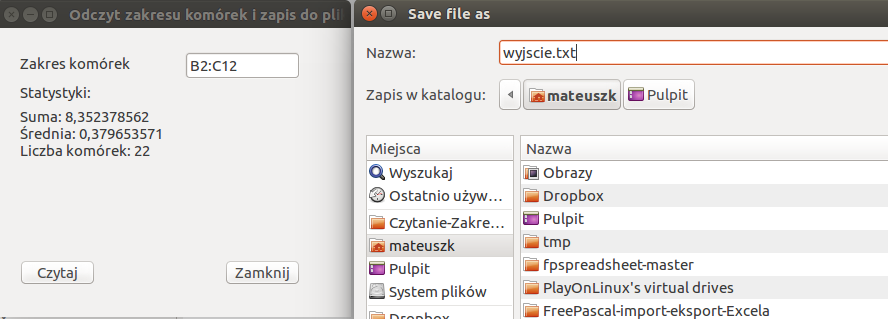 Odczyt zakresu komórek i zapis do pli
Zakres komórek B2:C12
Statystyki:
Suma: 8,352378562
Średnia: 0,379653571
Liczba komórek: 22
Czytaj Zamknij
Save file as
Nazwa: wyjscie.txt
Zapis w katalogu: mateuszk Pulpit
Miejsca
Wyszukaj
Ostatnio używ...
Czytanie-Zakre...
mateuszk
Pulpit
System plików
Dropbox
Nazwa
Obrazy
Dropbox
Pulpit
tmp
fpspreadsheet-master
PlayOnLinux's virtual drives
FreePascal-import-eksport-Excela